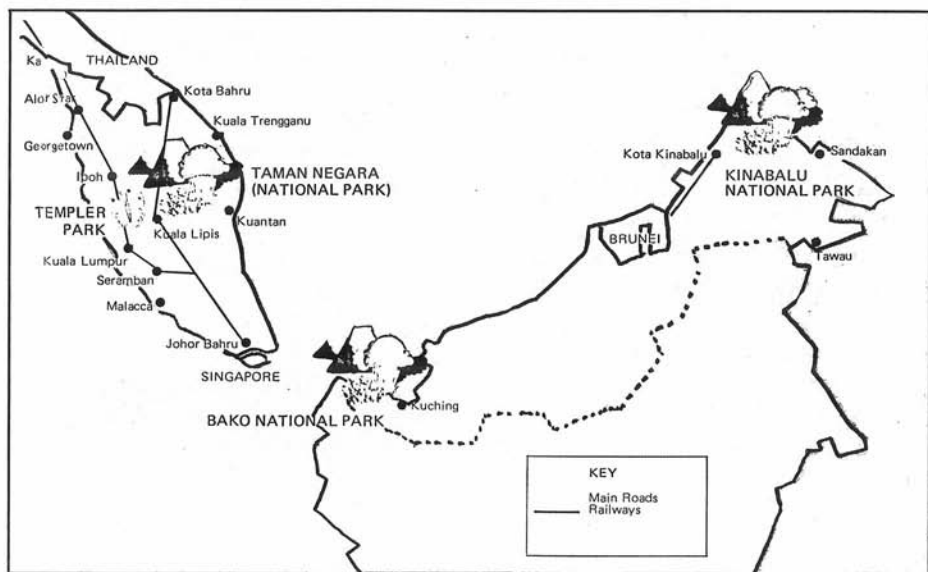 Ka
THAILAND
Alor Star
Kota Bahru
Georgetown
Kuala Trengganu
Ipoh
TAMAN NEGARA
(NATIONAL PARK)
TEMPLER
PARK
Kuala Lipis
Kuantan
Kuala Lumpur
Seramban
Malacca
Johor Bahru
SINGAPORE
Kota Kinabalu
Sandakan
KINABALU
NATIONAL PARK
BRUNEI
Tawau
BAKO NATIONAL PARK
Kuching
KEY
Main Roads
Railways